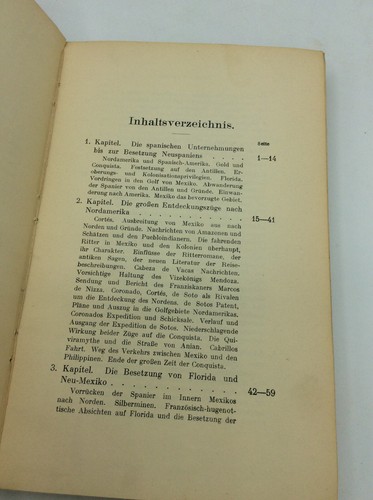 Inhaltsverzeichnis.
Seite
1. Kapitel. Die spanischen Unternehmungen
bis zur Besetzung Neuspaniens . . . . 1—14
Nordamerika und Spanisch-Amerika. Gold und
Conquista. Festsetzung auf den Antillen. Er-
oberungs- und Kolonisationsprivilegien. Florida.
Vordringen in den Golf von Mexiko. Abwanderung
der Spanier von den Antillen und Gründe. Einwan-
derung nach Amerika. Mexiko das bevorzugte Gebiet.
2. Kapitel. Die großen Entdeckungszüge nach
Nordamerika . . . . . . . . . . 15—41
Cortés. Ausbreitung von Mexiko aus nach
Norden und Gründe. Nachrichten von Amazonen und
Schätzen und den Puebloindianern. Die fahrenden
Ritter in Mexiko und den Kolonien überhaupt,
ihr Charakter. Einflüsse der Ritterromane, der
antiken Sagen, der neuen Literatur der Reise-
beschreibungen. Cabeza de Vacas Nachrichten.
Vorsichtige Haltung des Vizekönigs Mendoza.
Sendung und Bericht des Franziskaners Marcos
de Nizza. Coronado, Cortés, de Soto als Rivalen
um die Entdeckung des Nordens. de Sotos Patent,
Pläne und Auszug in die Golfgebiete Nordamerikas.
Coronados Expedition und Schicksale. Verlauf und
Ausgang der Expedition de Sotos. Niederschlagende
Wirkung beider Züge auf die Conquista. Die Qui-
viramythe und die Straße von Anian. Cabrillos
Fahrt. Weg des Verkehrs zwischen Mexiko und den
Philippinen. Ende der großen Zeit der Conquista.
3. Kapitel. Die Besetzung von Florida und
Neu-Mexiko . . . . . . . . . . . . 42—59
Vorrücken der Spanier im Innern Mexikos
nach Norden. Silberminen. Französisch-hugenot-
tische Absichten auf Florida und die Besetzung der